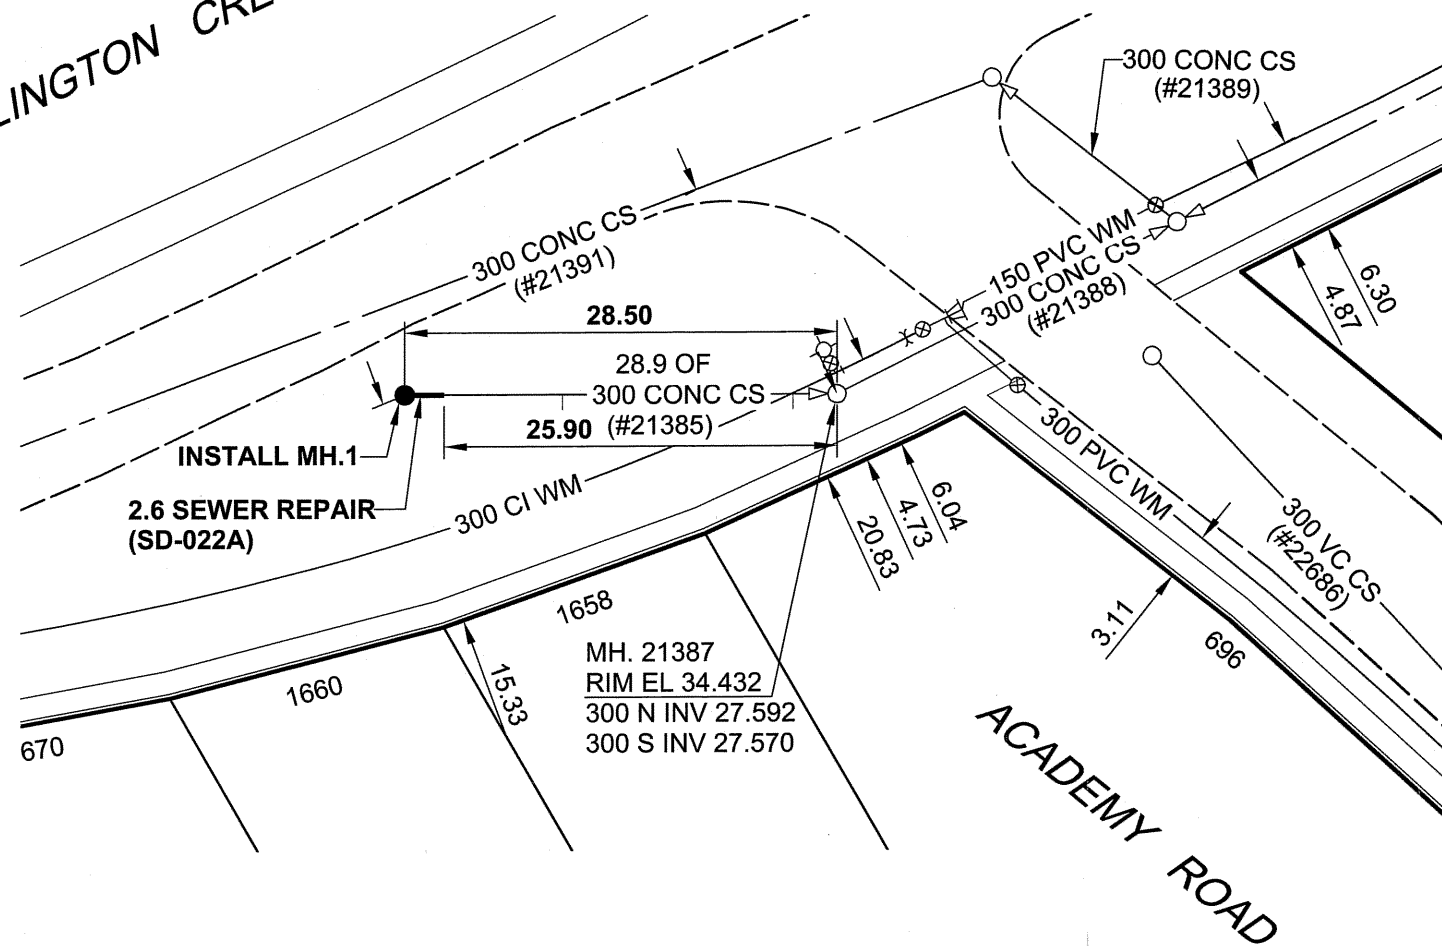 LINGTON CRE
300 CONC CS
(#21389)
300 CONC CS
(#21391)
150 PVC WM
300 CONC CS
(#21388)
6.30
4.87
28.50
28.9 OF
300 CONC CS
(#21385)
25.90
INSTALL MH.1
2.6 SEWER REPAIR
(SD-022A)
300 CI WM
300 PVC WM
300 VC CS
(#22686)
6.04
4.73
20.83
3.11
696
1658
1660
15.33
670
MH. 21387
RIM EL 34.432
300 N INV 27.592
300 S INV 27.570
ACADEMY ROAD